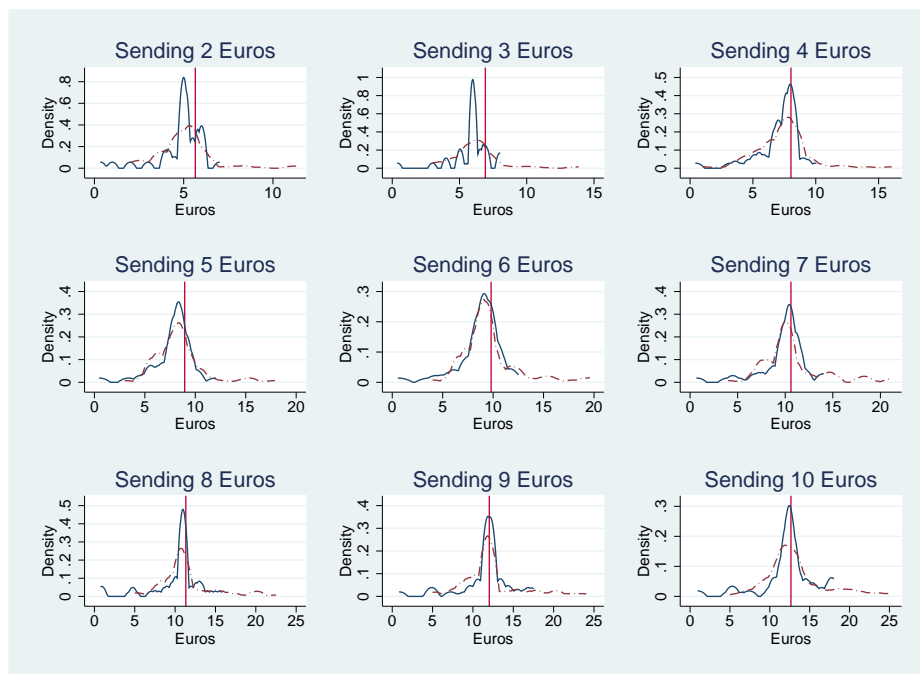 Sending 2 Euros
Density
0 .2 .4 .6 .8
0 5 10
Euros
Sending 3 Euros
Density
0 .2 .4 .6 .8 1
0 5 10 15
Euros
Sending 4 Euros
Density
0 .1 .2 .3 .4 .5
0 5 10 15
Euros
Sending 5 Euros
Density
0 .1 .2 .3 .4
0 5 10 15 20
Euros
Sending 6 Euros
Density
0 .1 .2 .3
0 5 10 15 20
Euros
Sending 7 Euros
Density
0 .1 .2 .3 .4
0 5 10 15 20
Euros
Sending 8 Euros
Density
0 .1 .2 .3 .4 .5
0 5 10 15 20 25
Euros
Sending 9 Euros
Density
0 .1 .2 .3 .4
0 5 10 15 20 25
Euros
Sending 10 Euros
Density
0 .1 .2 .3
0 5 10 15 20 25
Euros